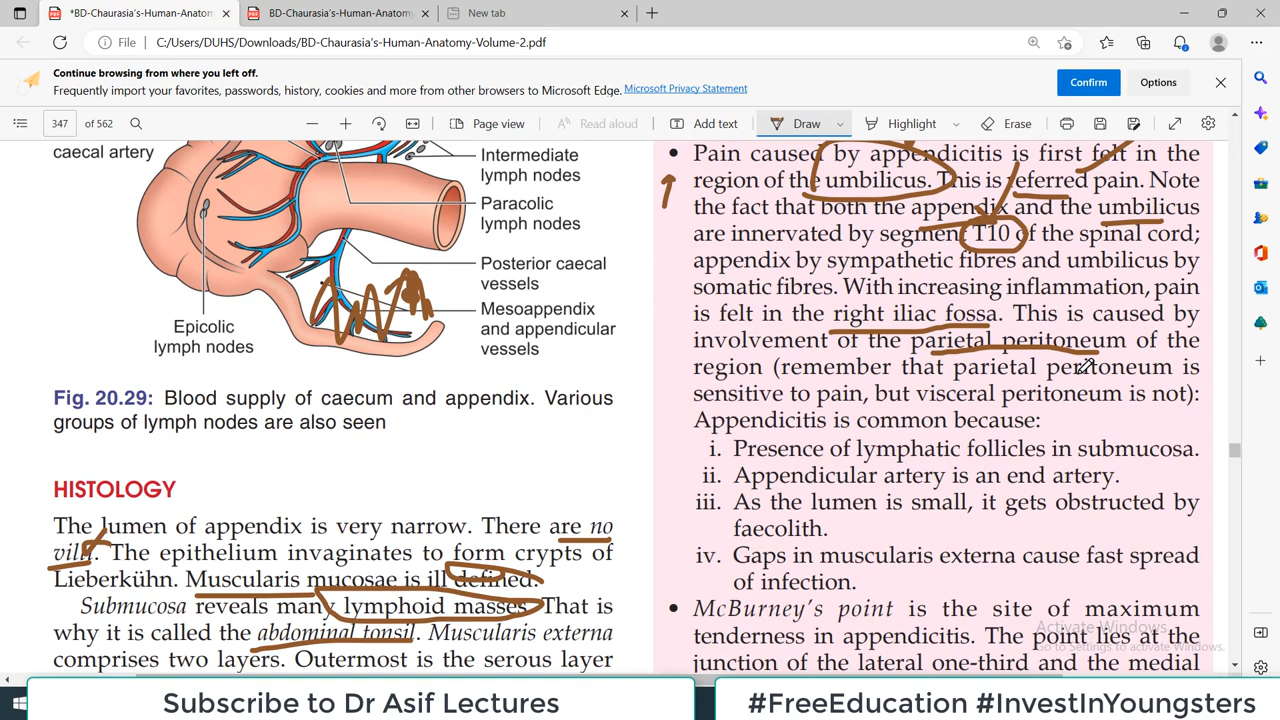 *BD-Chaurasia's-Human-Anatom
BD-Chaurasia's-Human-Anatomy
New tab
File
C:/Users/DUHS/Downloads/BD-Chaurasia's-Human-Anatomy-Volume-2.pdf
Continue browsing from where you left off.
Frequently import your favorites, passwords, history, cookies and more from other browsers to Microsoft Edge. Microsoft Privacy Statement
Confirm
Options
347 of 562
Page view
Read aloud
Add text
Draw
Highlight
Erase
caecal artery
Intermediate
lymph nodes
Paracolic
lymph nodes
Posterior caecal
vessels
Mesoappendix
and appendicular
vessels
Epicolic
lymph nodes
Fig. 20.29: Blood supply of caecum and appendix. Various
groups of lymph nodes are also seen
HISTOLOGY
The lumen of appendix is very narrow. There are no
villi. The epithelium invaginates to form crypts of
Lieberkühn. Muscularis mucosae is ill defined.
Submucosa reveals many lymphoid masses. That is
why it is called the abdominal tonsil. Muscularis externa
comprises two layers. Outermost is the serous layer
• Pain caused by appendicitis is first felt in the
region of the umbilicus. This is referred pain. Note
the fact that both the appendix and the umbilicus
are innervated by segment T10 of the spinal cord;
appendix by sympathetic fibres and umbilicus by
somatic fibres. With increasing inflammation, pain
is felt in the right iliac fossa. This is caused by
involvement of the parietal peritoneum of the
region (remember that parietal peritoneum is
sensitive to pain, but visceral peritoneum is not):
Appendicitis is common because:
i. Presence of lymphatic follicles in submucosa.
ii. Appendicular artery is an end artery.
iii. As the lumen is small, it gets obstructed by
faecolith.
iv. Gaps in muscularis externa cause fast spread
of infection.
• McBurney's point is the site of maximum
tenderness in appendicitis. The point lies at the
junction of the lateral one-third and the medial
Activate Windows
Go to Settings to activate Windows.
Subscribe to Dr Asif Lectures
#FreeEducation #InvestInYoungsters